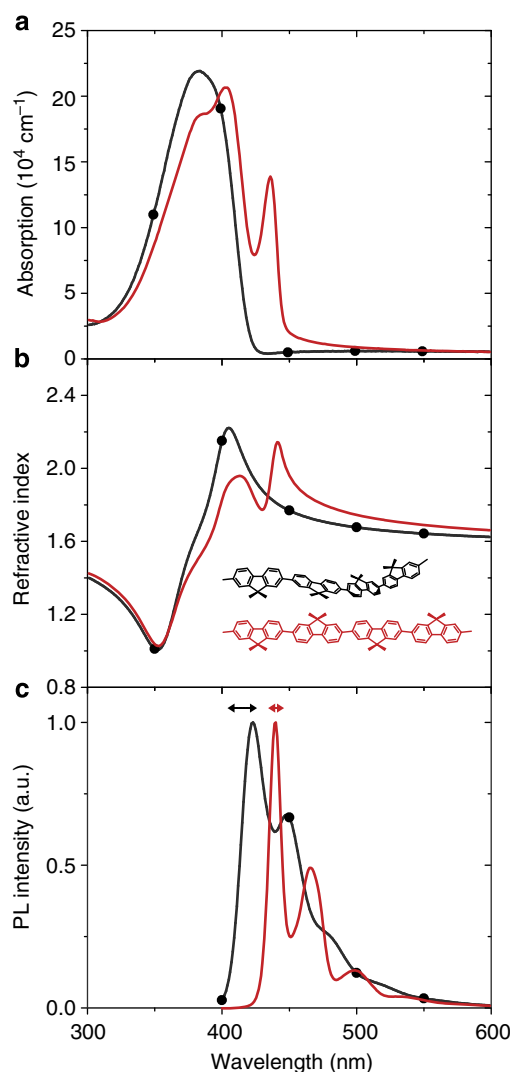 a
25
20
15
10
5
0
Absorption (10⁴ cm⁻¹)
b
2.4
2.0
1.6
1.2
0.8
Refractive index
c
1.0
0.5
0.0
PL intensity (a.u.)
300 400 500 600
Wavelength (nm)